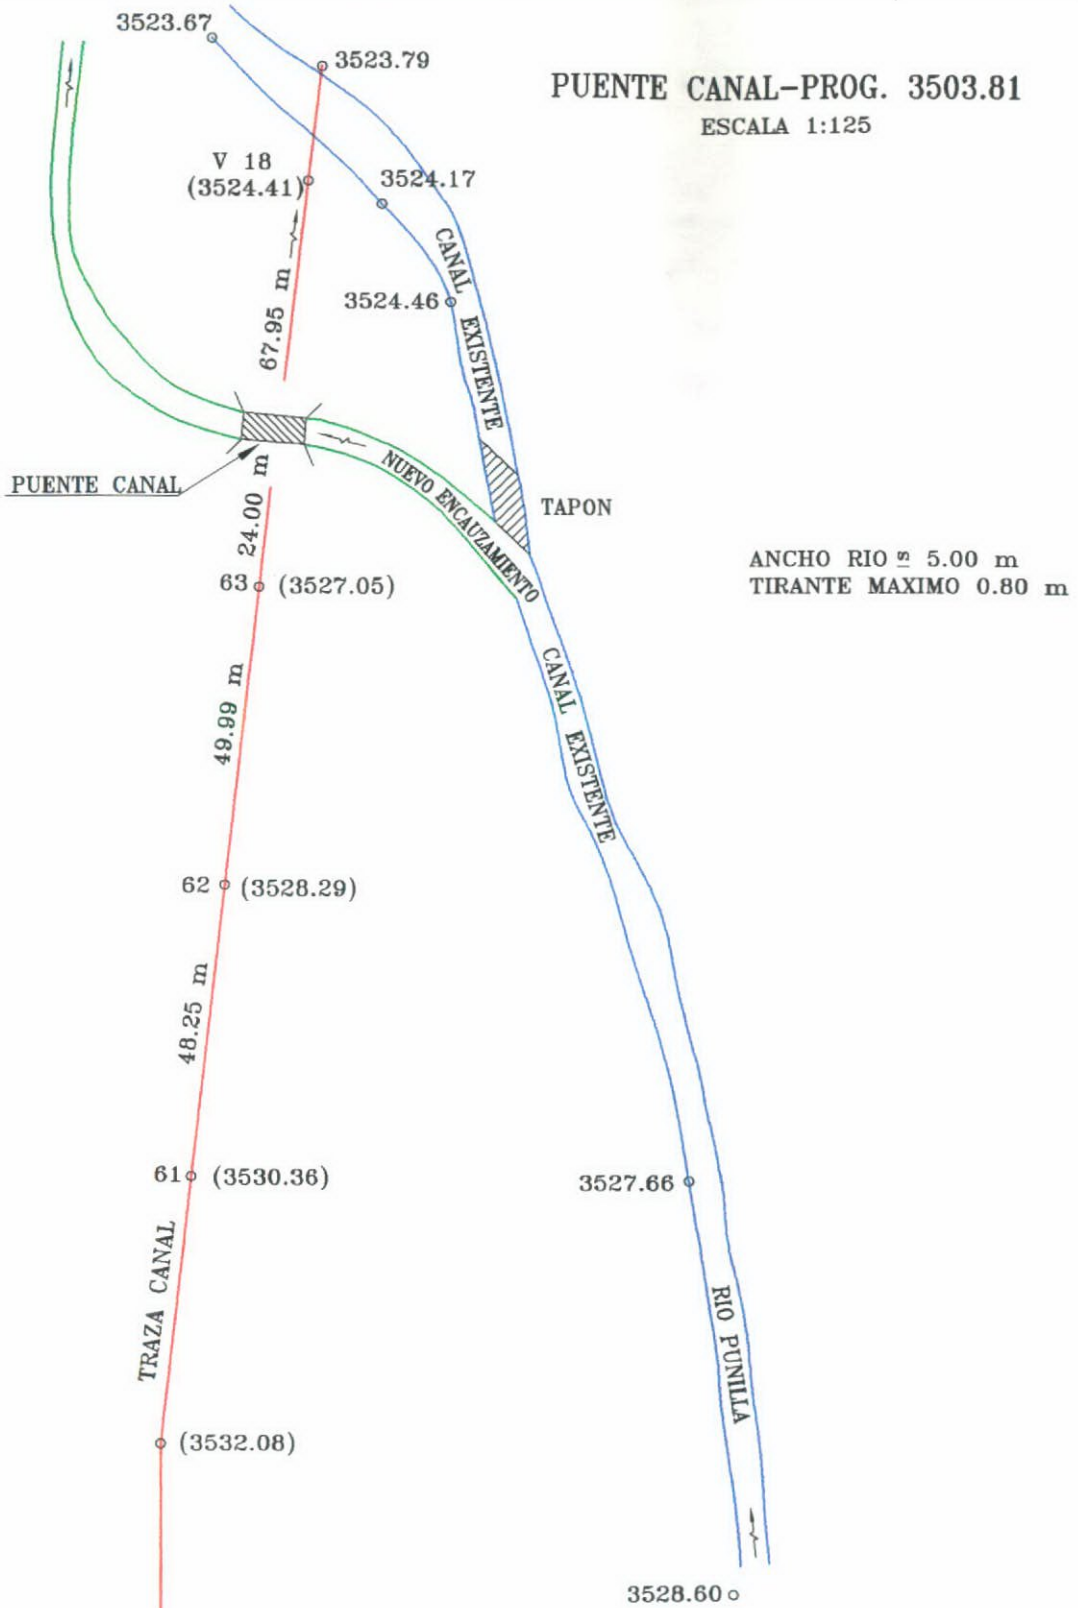 3523.67
3523.79
PUENTE CANAL-PROG. 3503.81
ESCALA 1:125
V 18
(3524.41)
3524.17
CANAL EXISTENTE
67.95 m
3524.46
PUENTE CANAL
NUEVO ENCAUZAMIENTO
24.00 m
TAPON
ANCHO RIO ≌ 5.00 m
TIRANTE MAXIMO 0.80 m
63 (3527.05)
49.99 m
CANAL EXISTENTE
62 (3528.29)
48.25 m
61 (3530.36)
3527.66
TRAZA CANAL
RIO PUNILLA
(3532.08)
3528.60